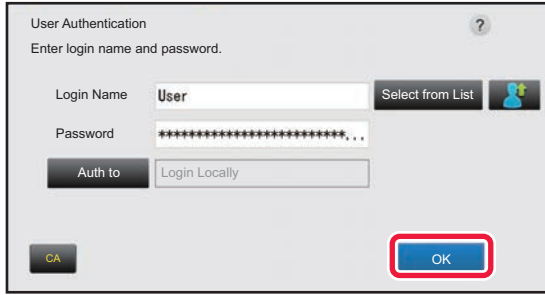 User Authentication
?
Enter login name and password.
Login Name User Select from List
Password *************************...
Auth to Login Locally
CA OK